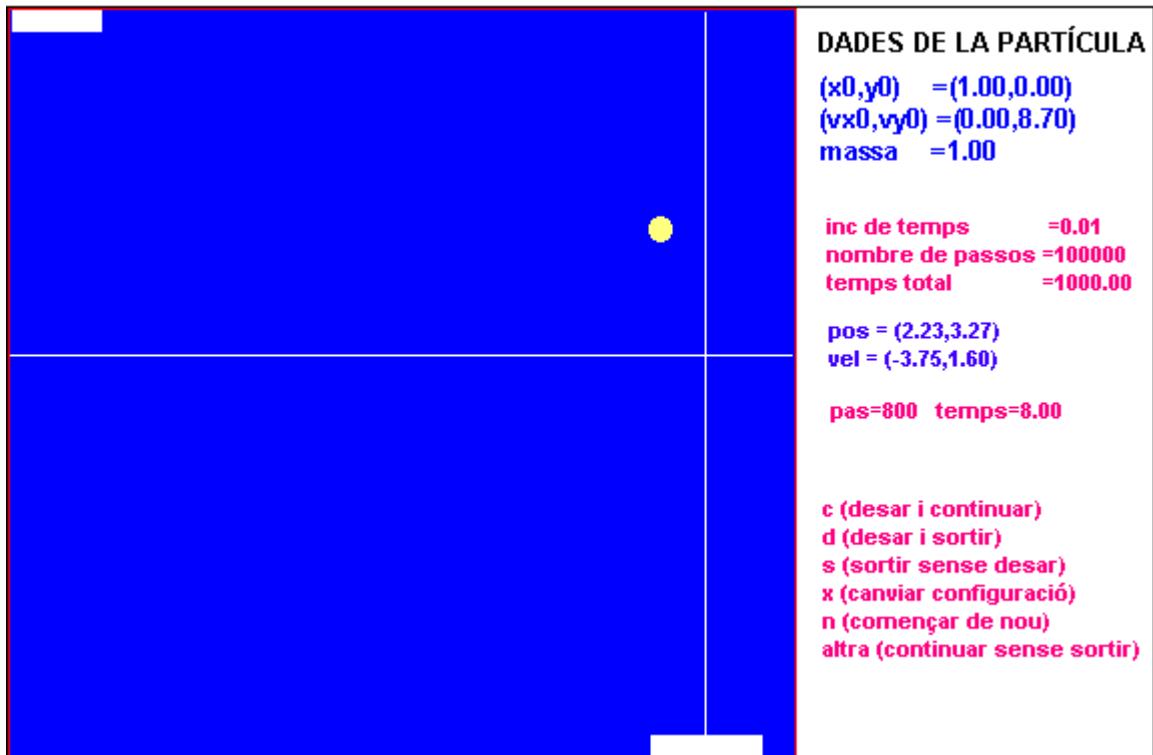 DADES DE LA PARTÍCULA
(x0,y0) =(1.00,0.00)
(vx0,vy0) =(0.00,8.70)
massa =1.00
inc de temps =0.01
nombre de passos =100000
temps total =1000.00
pos = (2.23,3.27)
vel = (-3.75,1.60)
pas=800 temps=8.00
c (desar i continuar)
d (desar i sortir)
s (sortir sense desar)
x (canviar configuració)
n (començar de nou)
altra (continuar sense sortir)